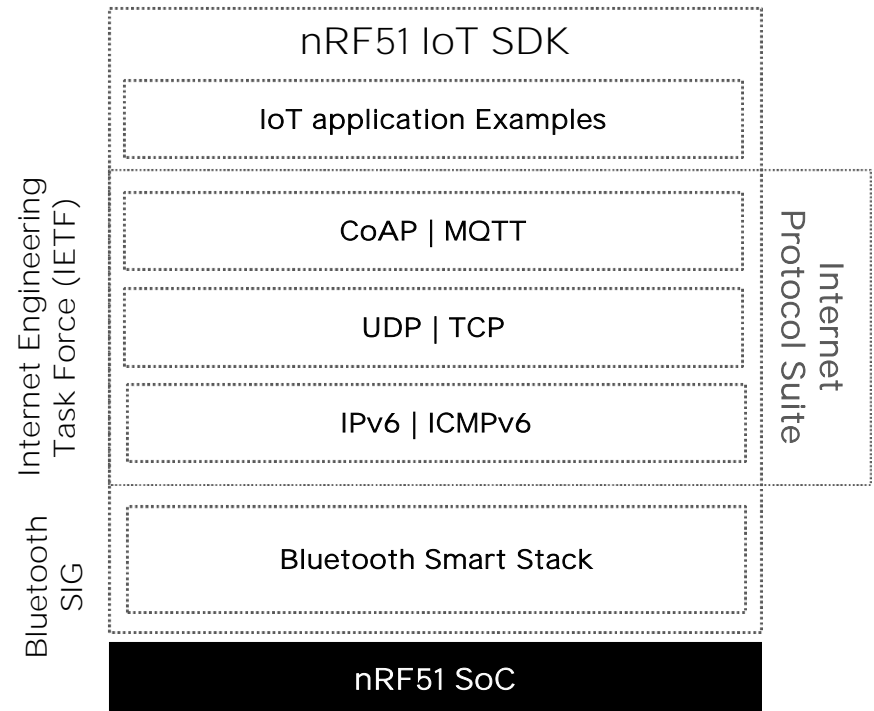 nRF51 IoT SDK
IoT application Examples
Internet Engineering
Task Force (IETF)
CoAP | MQTT
UDP | TCP
IPv6 | ICMPv6
Internet
Protocol Suite
Bluetooth
SIG
Bluetooth Smart Stack
nRF51 SoC